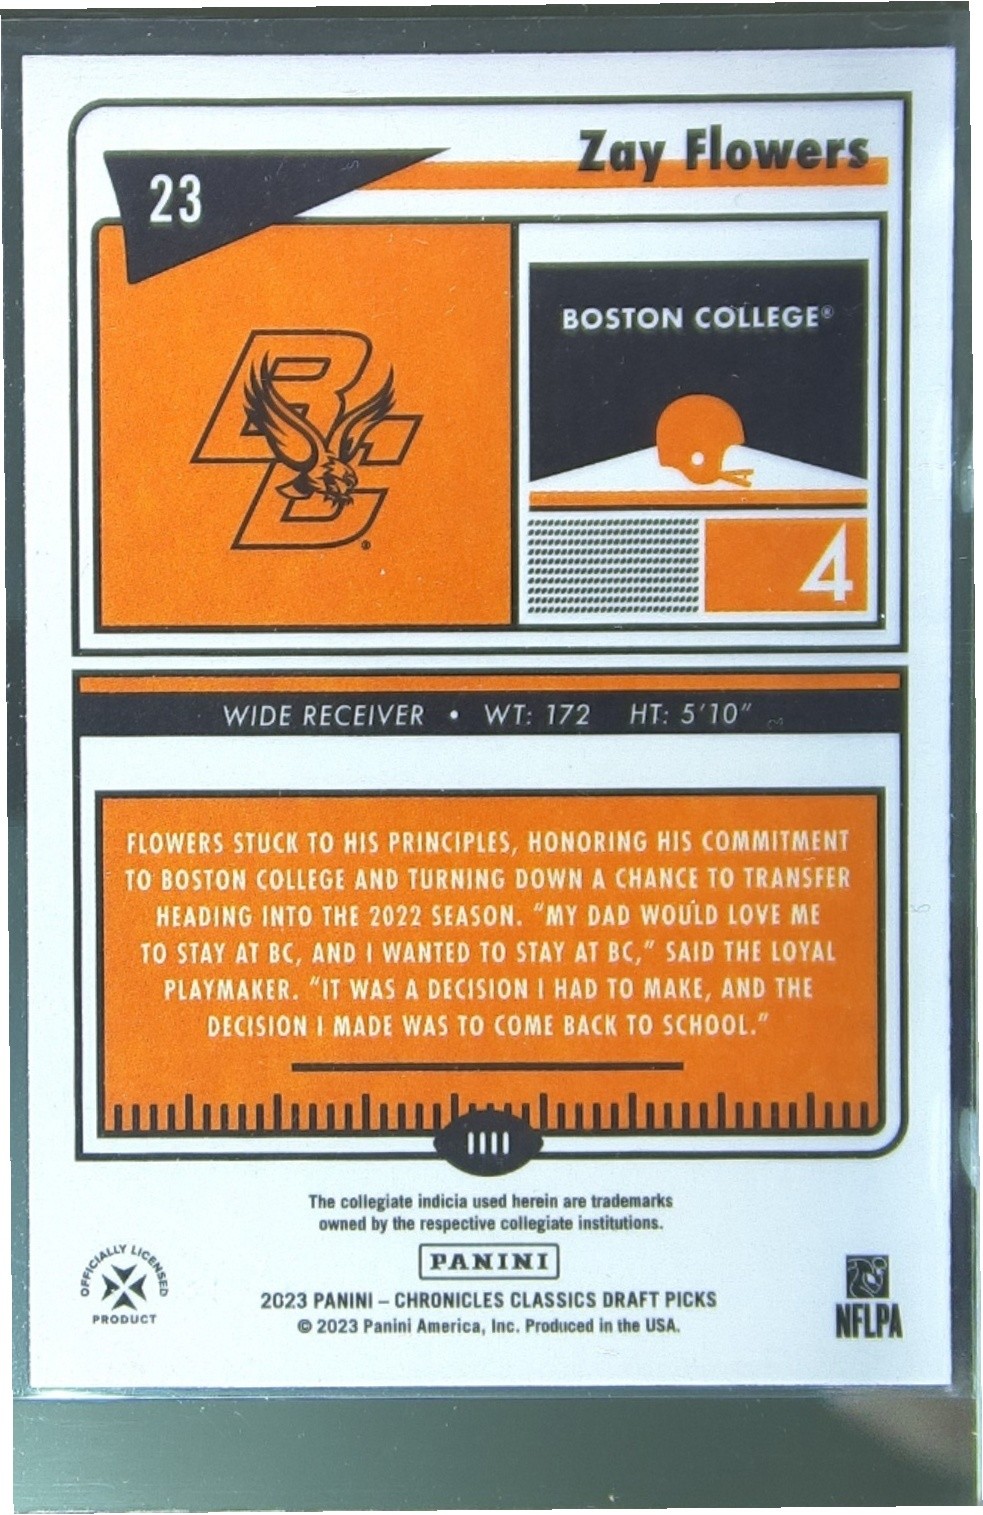 Zay Flowers
23
BC
®
BOSTON COLLEGE®
4
WIDE RECEIVER • WT: 172 HT: 5'10"
FLOWERS STUCK TO HIS PRINCIPLES, HONORING HIS COMMITMENT
TO BOSTON COLLEGE AND TURNING DOWN A CHANCE TO TRANSFER
HEADING INTO THE 2022 SEASON. "MY DAD WOULD LOVE ME
TO STAY AT BC, AND I WANTED TO STAY AT BC," SAID THE LOYAL
PLAYMAKER. "IT WAS A DECISION I HAD TO MAKE, AND THE
DECISION I MADE WAS TO COME BACK TO SCHOOL."
The collegiate indicia used herein are trademarks
owned by the respective collegiate institutions.
PANINI
OFFICIALLY LICENSED
PRODUCT
2023 PANINI – CHRONICLES CLASSICS DRAFT PICKS
© 2023 Panini America, Inc. Produced in the USA.
NFLPA